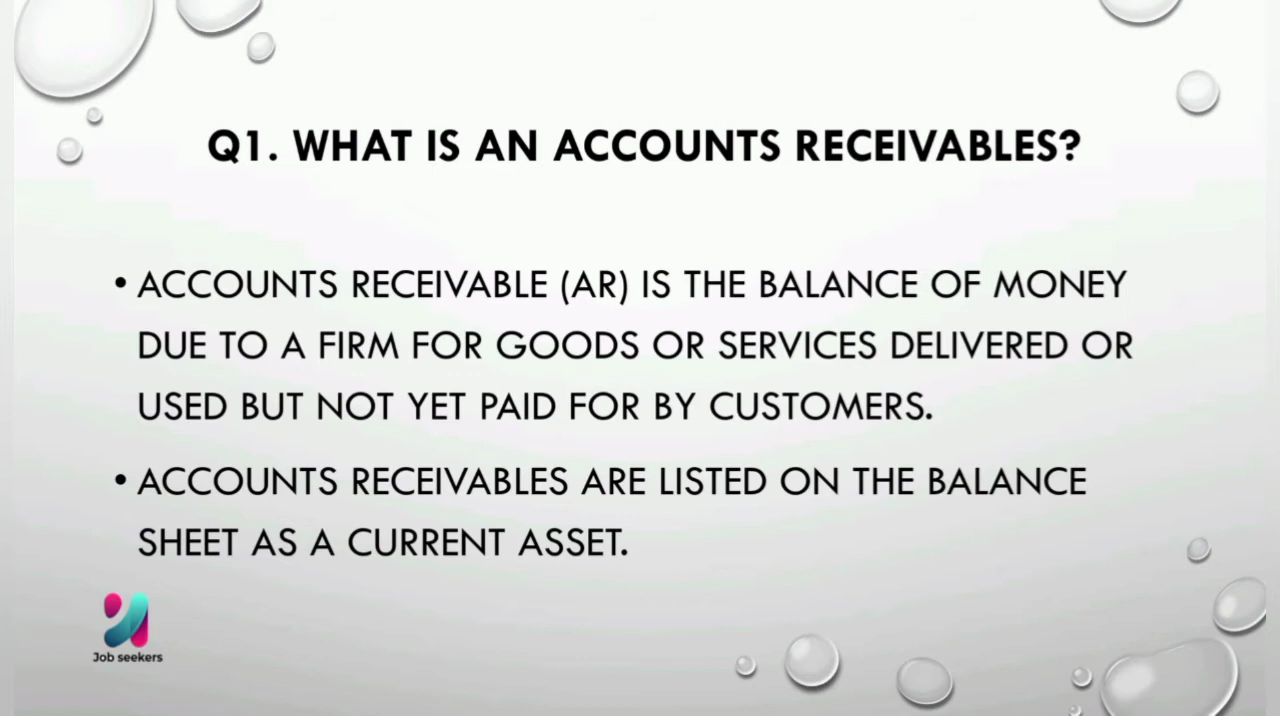 Q1. WHAT IS AN ACCOUNTS RECEIVABLES?
• ACCOUNTS RECEIVABLE (AR) IS THE BALANCE OF MONEY
DUE TO A FIRM FOR GOODS OR SERVICES DELIVERED OR
USED BUT NOT YET PAID FOR BY CUSTOMERS.
• ACCOUNTS RECEIVABLES ARE LISTED ON THE BALANCE
SHEET AS A CURRENT ASSET.
Job seekers